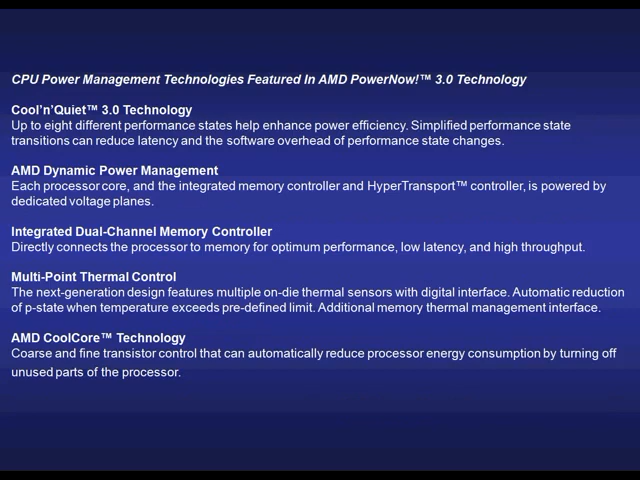 CPU Power Management Technologies Featured In AMD PowerNow!™ 3.0 Technology
Cool’n’Quiet™ 3.0 Technology
Up to eight different performance states help enhance power efficiency. Simplified performance state
transitions can reduce latency and the software overhead of performance state changes.
AMD Dynamic Power Management
Each processor core, and the integrated memory controller and HyperTransport™ controller, is powered by
dedicated voltage planes.
Integrated Dual-Channel Memory Controller
Directly connects the processor to memory for optimum performance, low latency, and high throughput.
Multi-Point Thermal Control
The next-generation design features multiple on-die thermal sensors with digital interface. Automatic reduction
of p-state when temperature exceeds pre-defined limit. Additional memory thermal management interface.
AMD CoolCore™ Technology
Coarse and fine transistor control that can automatically reduce processor energy consumption by turning off
unused parts of the processor.